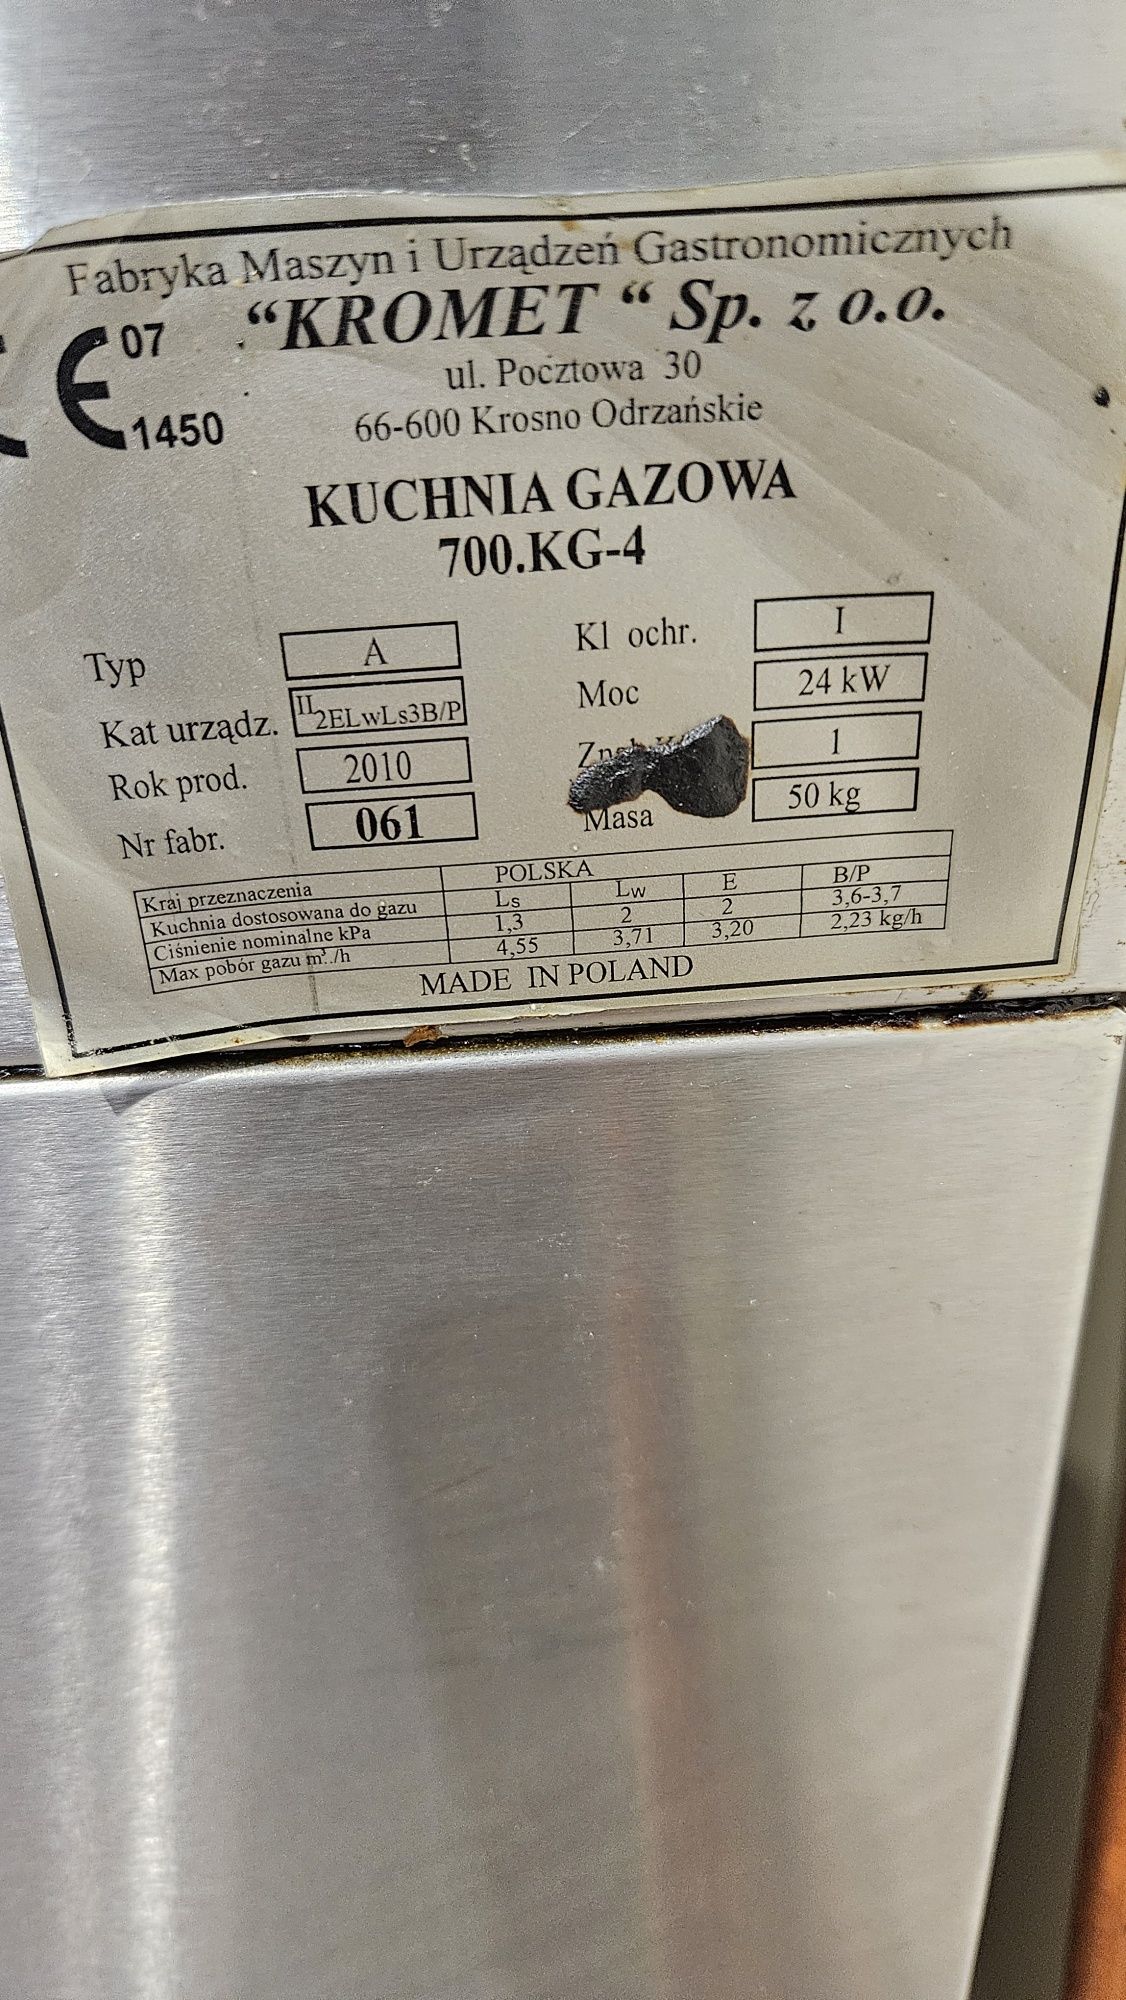 Fabryka Maszyn i Urządzeń Gastronomicznych
CE 07 "KROMET " Sp. z o.o.
1450
ul. Pocztowa 30
66-600 Krosno Odrzańskie
KUCHNIA GAZOWA
700.KG-4
Typ A Kl ochr. I
Kat urządz. II2ELwLs3B/P Moc 24 kW
Rok prod. 2010 1
Nr fabr. 061 Masa 50 kg
Kraj przeznaczenia POLSKA
Kuchnia dostosowana do gazu Ls Lw E B/P
Ciśnienie nominalne kPa 1,3 2 2 3,6-3,7
Max pobór gazu m³./h 4,55 3,71 3,20 2,23 kg/h
MADE IN POLAND